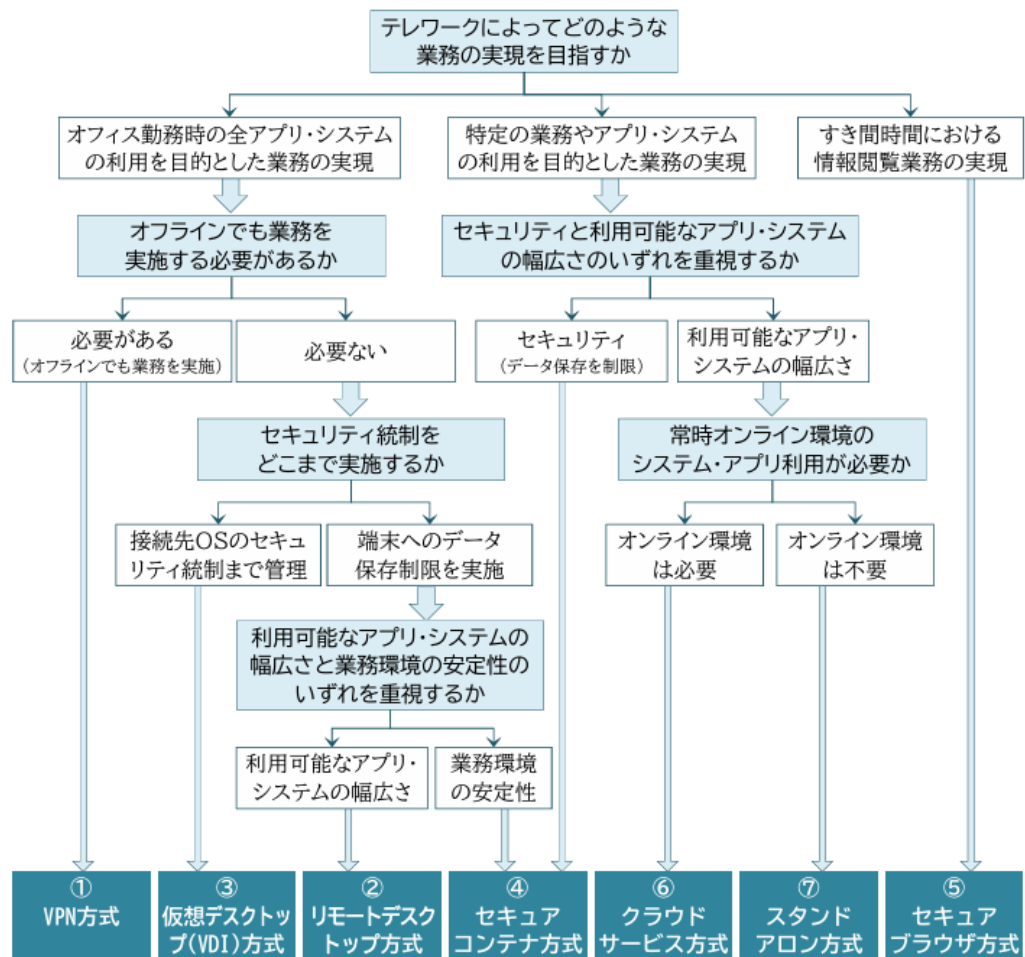 テレワークによってどのような
業務の実現を目指すか
オフィス勤務時の全アプリ・システム
の利用を目的とした業務の実現
特定の業務やアプリ・システム
の利用を目的とした業務の実現
すき間時間における
情報閲覧業務の実現
オフラインでも業務を
実施する必要があるか
セキュリティと利用可能なアプリ・システム
の幅広さのいずれを重視するか
必要がある
(オフラインでも業務を実施)
必要ない
セキュリティ
(データ保存を制限)
利用可能なアプリ・
システムの幅広さ
セキュリティ統制を
どこまで実施するか
常時オンライン環境の
システム・アプリ利用が必要か
接続先OSのセキュ
リティ統制まで管理
端末へのデータ
保存制限を実施
オンライン環境
は必要
オンライン環境
は不要
利用可能なアプリ・システムの
幅広さと業務環境の安定性の
いずれを重視するか
利用可能なアプリ・
システムの幅広さ
業務環境
の安定性
①
VPN方式
③
仮想デスクトッ
プ(VDI)方式
②
リモートデスク
トップ方式
④
セキュア
コンテナ方式
⑥
クラウド
サービス方式
⑦
スタンド
アロン方式
⑤
セキュア
ブラウザ方式